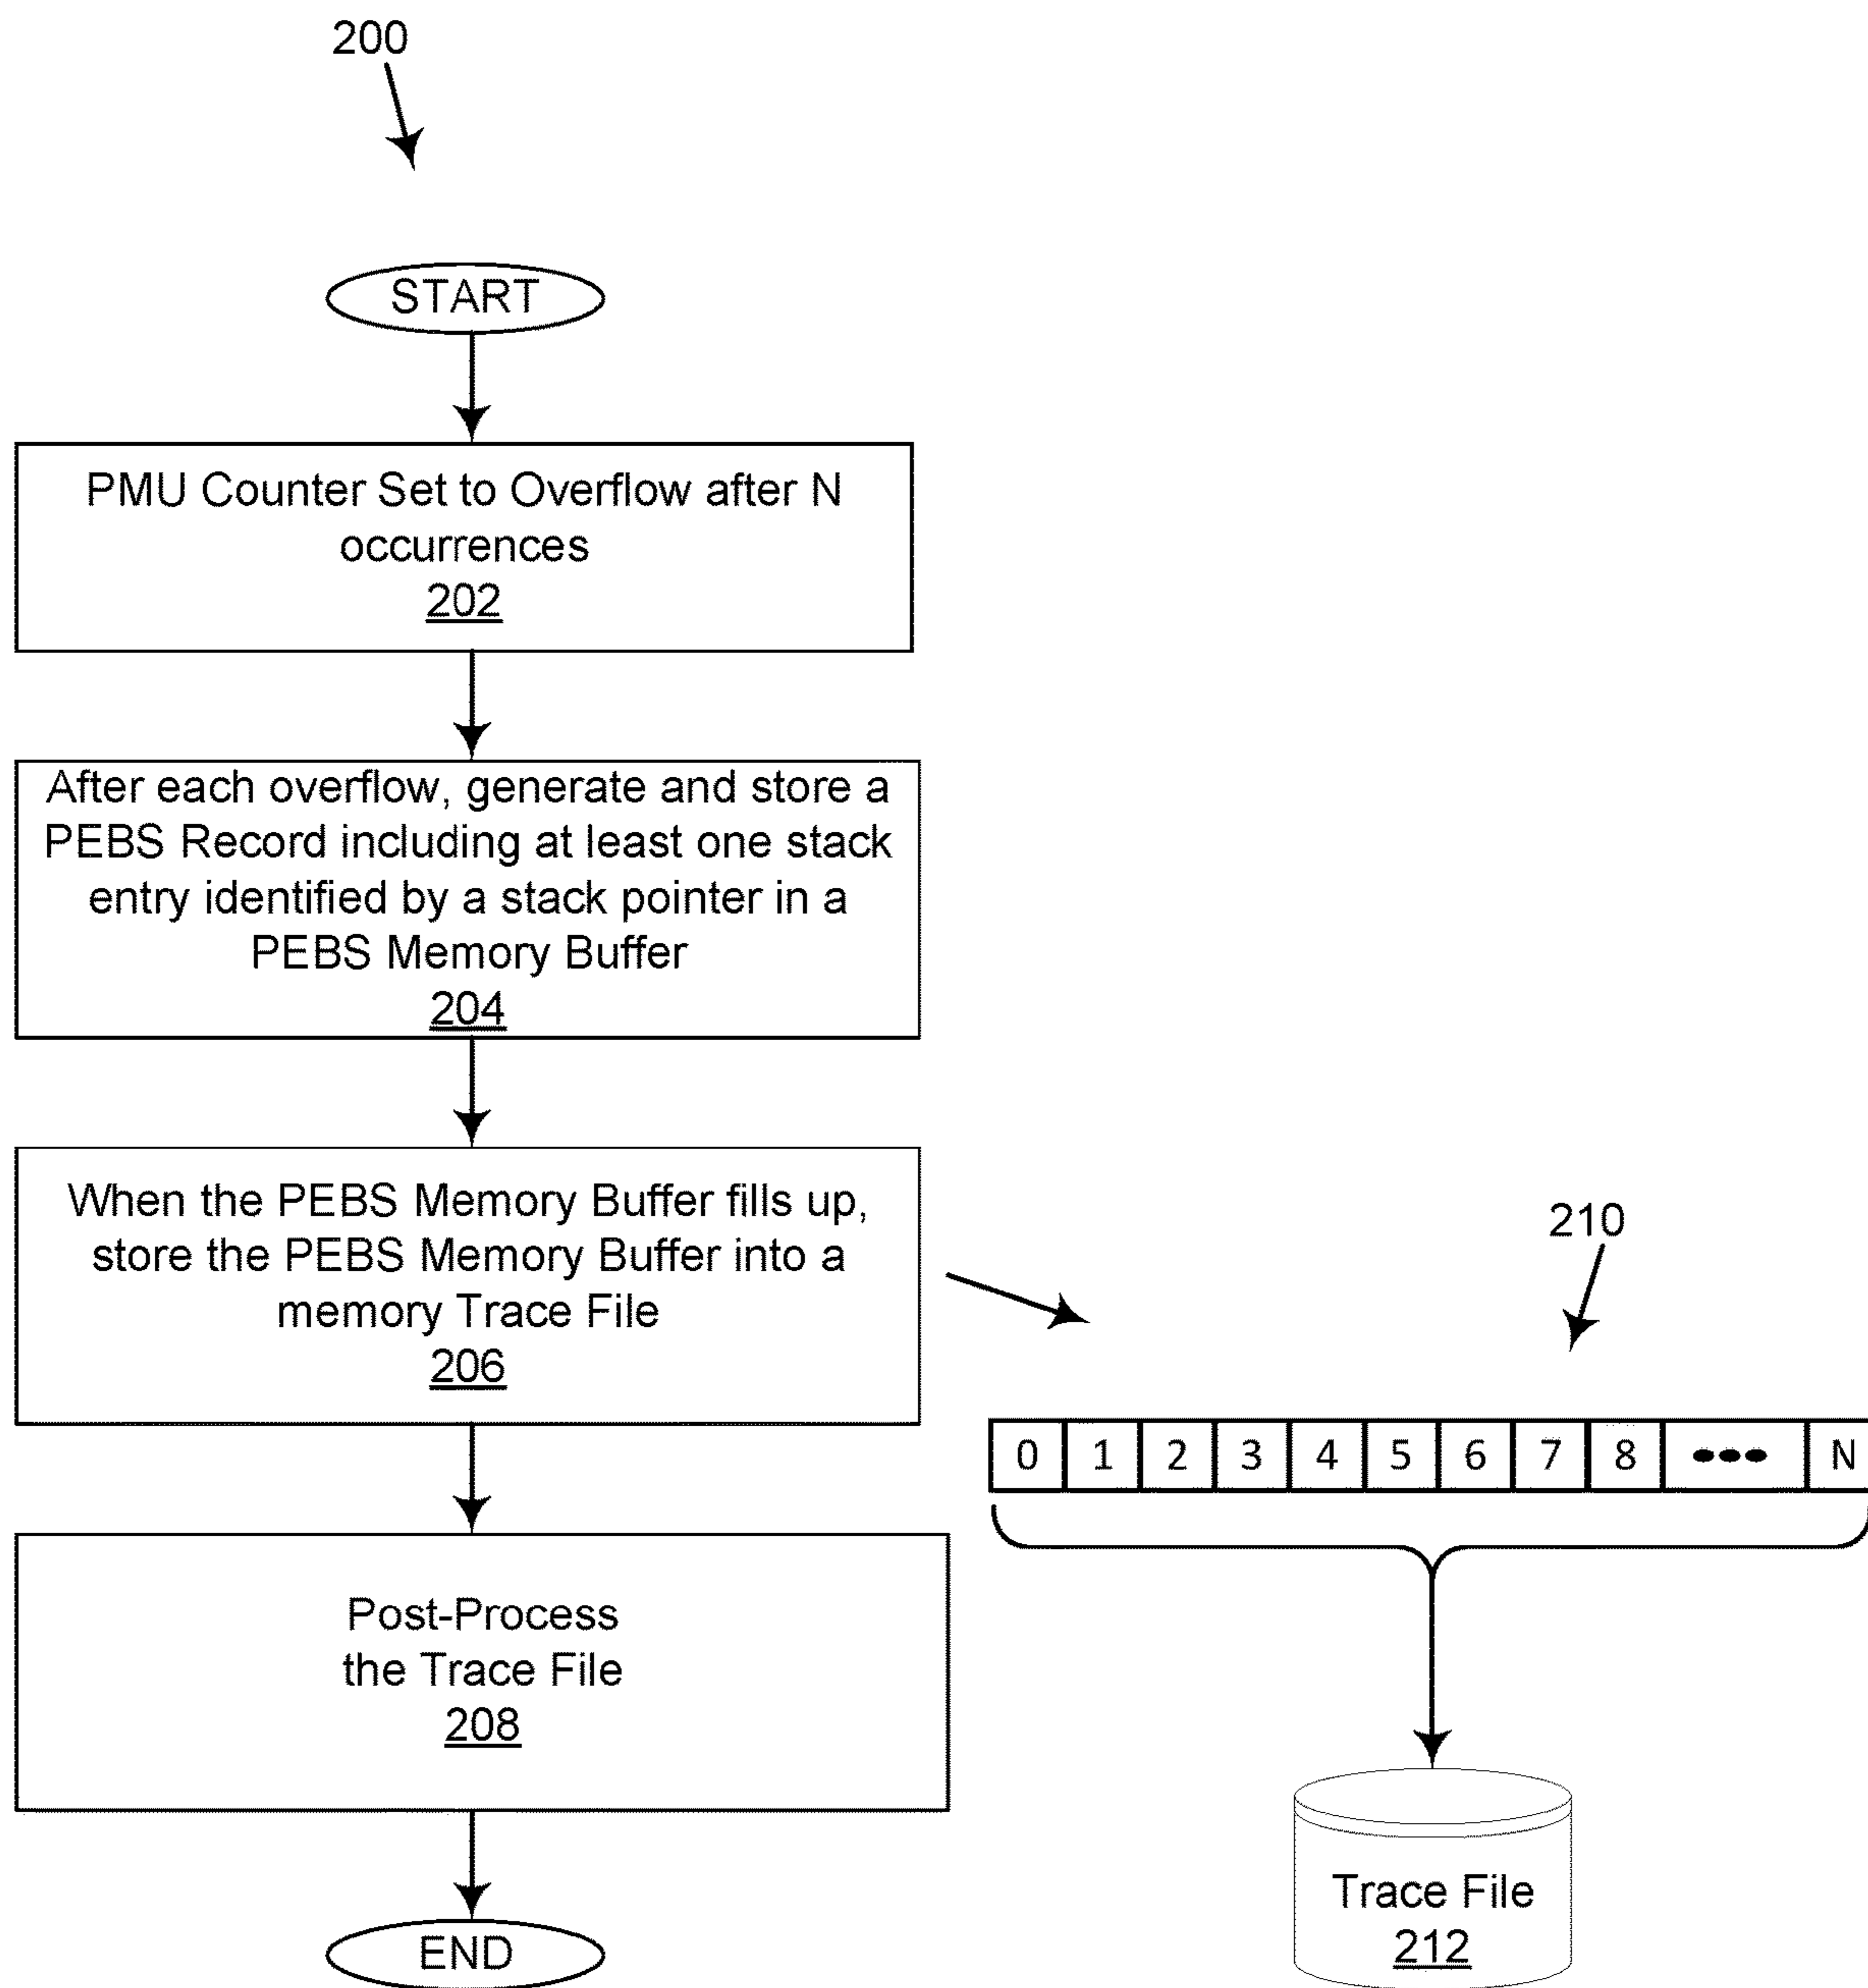 200
START
PMU Counter Set to Overflow after N
occurrences
202
After each overflow, generate and store a
PEBS Record including at least one stack
entry identified by a stack pointer in a
PEBS Memory Buffer
204
When the PEBS Memory Buffer fills up,
store the PEBS Memory Buffer into a
memory Trace File
206
210
0 1 2 3 4 5 6 7 8 ••• N
Post-Process
the Trace File
208
Trace File
212
END